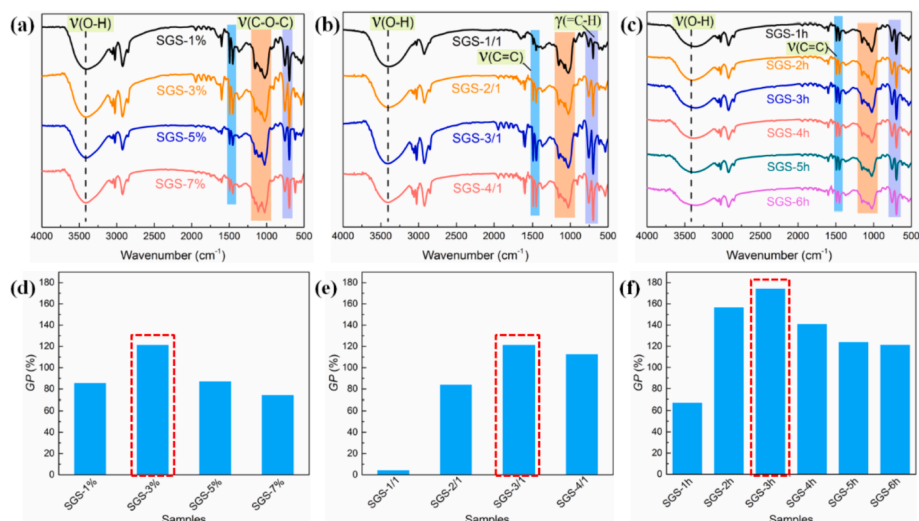 (a)
ν(O-H)
ν(C-O-C)
SGS-1%
SGS-3%
SGS-5%
SGS-7%
4000 3500 3000 2500 2000 1500 1000 500
Wavenumber (cm⁻¹)
(b)
ν(O-H)
γ(=C-H)
SGS-1/1
ν(C=C)
SGS-2/1
SGS-3/1
SGS-4/1
4000 3500 3000 2500 2000 1500 1000 500
Wavenumber (cm⁻¹)
(c)
ν(O-H)
SGS-1h
ν(C=C)
SGS-2h
SGS-3h
SGS-4h
SGS-5h
SGS-6h
4000 3500 3000 2500 2000 1500 1000 500
Wavenumber (cm⁻¹)
(d)
180
160
140
120
100
80
60
40
20
0
GP (%)
SGS-1% SGS-3% SGS-5% SGS-7%
Samples
(e)
180
160
140
120
100
80
60
40
20
0
GP (%)
SGS-1/1 SGS-2/1 SGS-3/1 SGS-4/1
Samples
(f)
180
160
140
120
100
80
60
40
20
0
GP (%)
SGS-1h SGS-2h SGS-3h SGS-4h SGS-5h SGS-6h
Samples